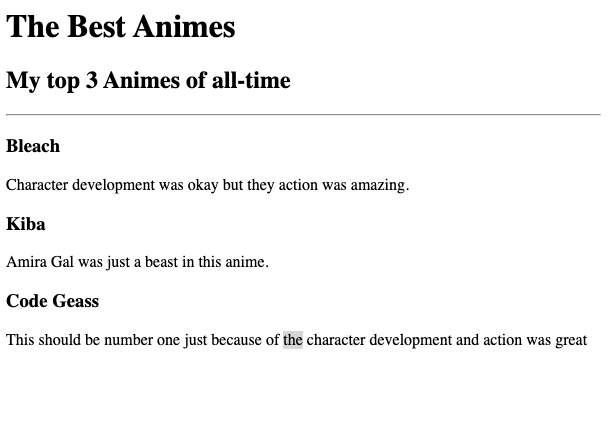 The Best Animes
My top 3 Animes of all-time
Bleach
Character development was okay but they action was amazing.
Kiba
Amira Gal was just a beast in this anime.
Code Geass
This should be number one just because of the character development and action was great